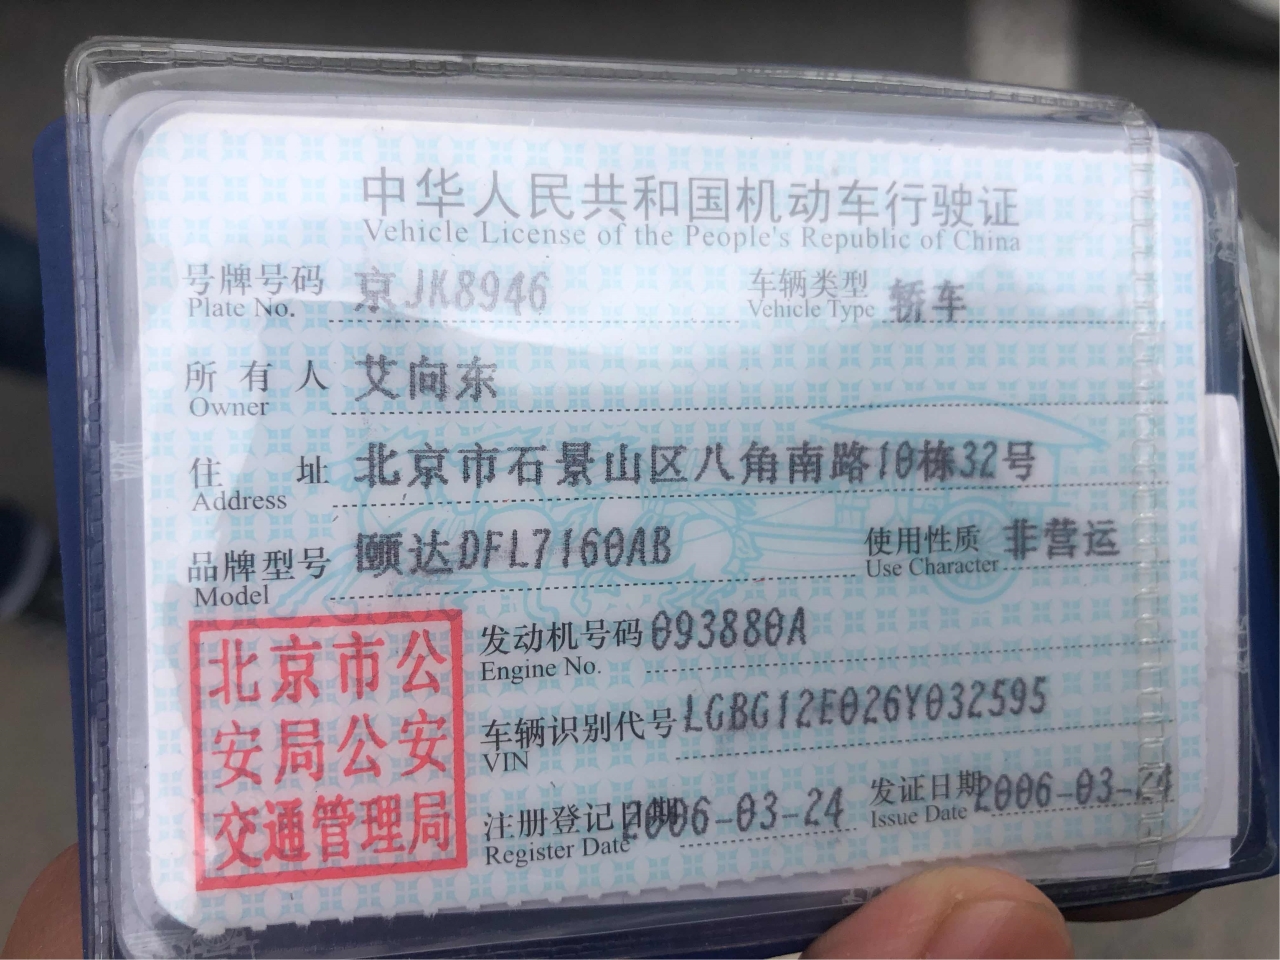 中华人民共和国机动车行驶证
Vehicle License of the People's Republic of China
号牌号码 京JK8946 车辆类型 轿车
Plate No. Vehicle Type
所有人 艾向东
Owner
住址 北京市石景山区八角南路10栋32号
Address
品牌型号 颐达DFL7160AB 使用性质 非营运
Model Use Character
发动机号码 093880A
Engine No.
车辆识别代号 LGBG12E026Y032595
VIN
注册登记日期 2006-03-24 发证日期 2006-03-24
Register Date Issue Date
北京市公
安局公安
交通管理局